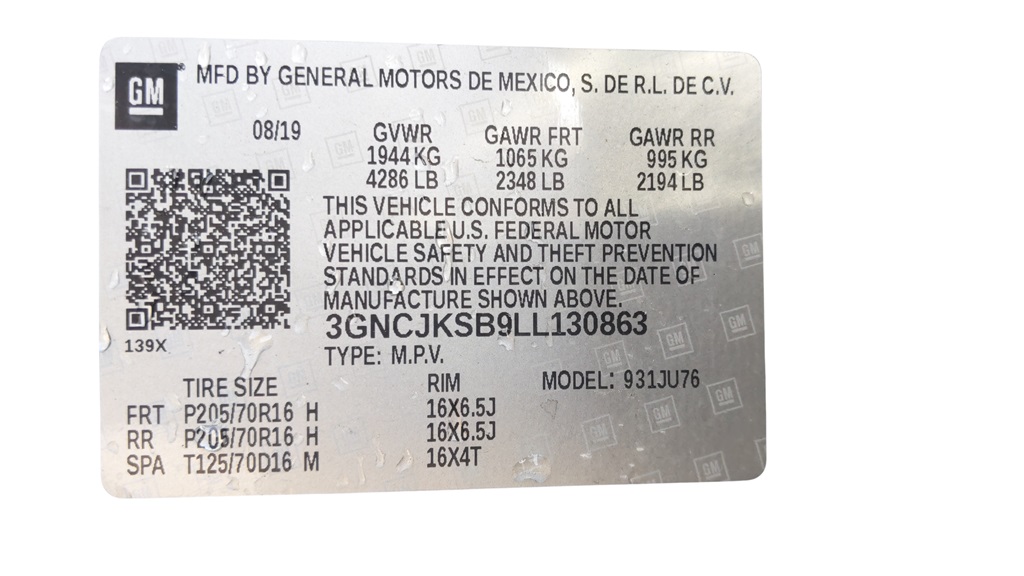 GM
MFD BY GENERAL MOTORS DE MEXICO, S. DE R.L. DE C.V.
08/19 GVWR GAWR FRT GAWR RR
1944 KG 1065 KG 995 KG
4286 LB 2348 LB 2194 LB
THIS VEHICLE CONFORMS TO ALL
APPLICABLE U.S. FEDERAL MOTOR
VEHICLE SAFETY AND THEFT PREVENTION
STANDARDS IN EFFECT ON THE DATE OF
MANUFACTURE SHOWN ABOVE.
3GNCJKSB9LL130863
139X
TYPE: M.P.V.
TIRE SIZE RIM MODEL: 931JU76
FRT P205/70R16 H 16X6.5J
RR P205/70R16 H 16X6.5J
SPA T125/70D16 M 16X4T